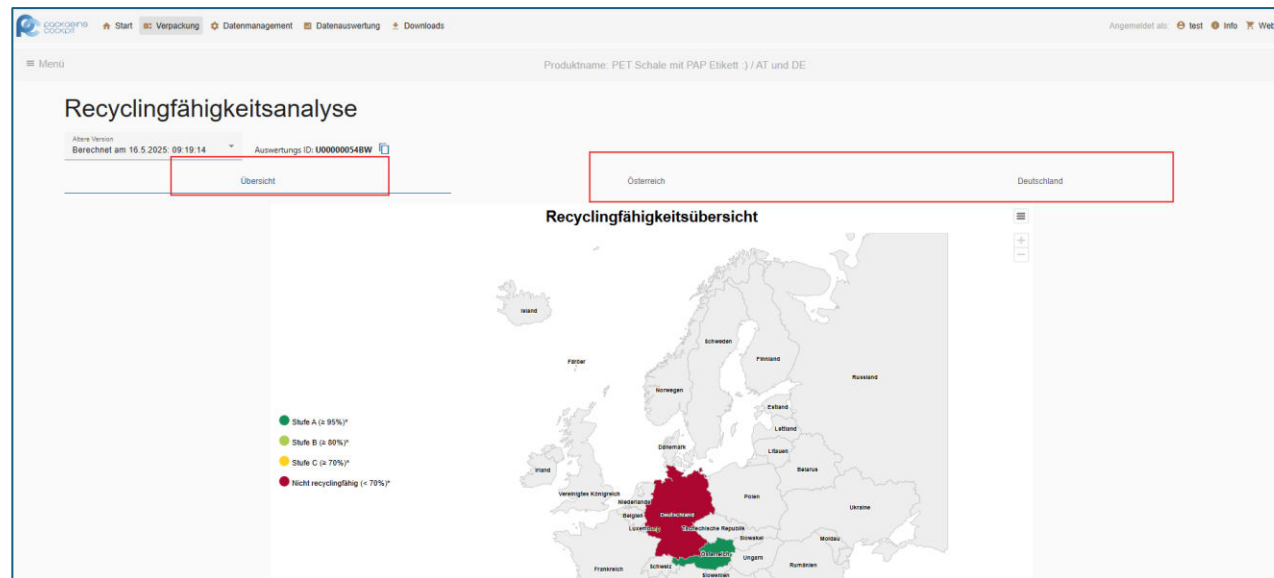 packaging cockpit
Start Verpackung Datenmanagement Datenauswertung Downloads Angemeldet als: test Info Web
Menü Produktname: PET Schale mit PAP Etikett :) / AT und DE
Recyclingfähigkeitsanalyse
Ältere Version
Berechnet am 16.5.2025: 09:19:14 Auswertungs ID: U00000054BW
Übersicht Österreich Deutschland
Recyclingfähigkeitsübersicht
Island
Schweden
Finnland
Färöer
Russland
Norwegen
Estland
Lettland
Stufe A (≥ 95%)*
Stufe B (≥ 80%)*
Stufe C (≥ 70%)*
Nicht recyclingfähig (< 70%)*
Dänemark
Litauen
Irland
Belarus
Vereinigtes Königreich
Niederlande
Polen
Belgien
Deutschland
Ukraine
Luxemburg
Tschechische Republik
Slowakei
Moldau
Österreich
Ungarn
Frankreich
Schweiz
Rumänien
Slowenien